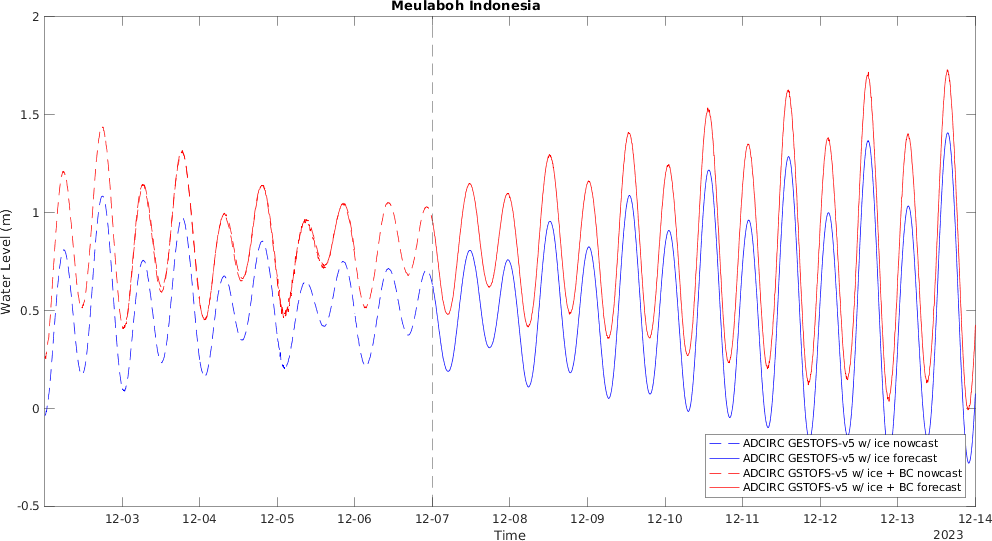 Meulaboh Indonesia
2
1.5
1
0.5
0
-0.5
Water Level (m)
ADCIRC GESTOFS-v5 w/ ice nowcast
ADCIRC GESTOFS-v5 w/ ice forecast
ADCIRC GSTOFS-v5 w/ ice + BC nowcast
ADCIRC GSTOFS-v5 w/ ice + BC forecast
12-03 12-04 12-05 12-06 12-07 12-08 12-09 12-10 12-11 12-12 12-13 12-14
Time
2023